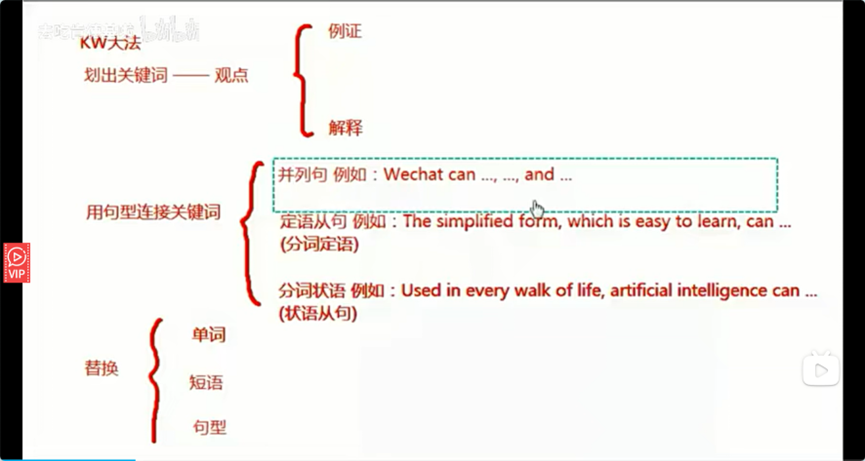 KW大法
例证
划出关键词 —— 观点
解释
并列句 例如：Wechat can ..., ..., and ...
用句型连接关键词
定语从句 例如：The simplified form, which is easy to learn, can ...
(分词定语)
分词状语 例如：Used in every walk of life, artificial intelligence can ...
(状语从句)
单词
替换
短语
句型
VIP